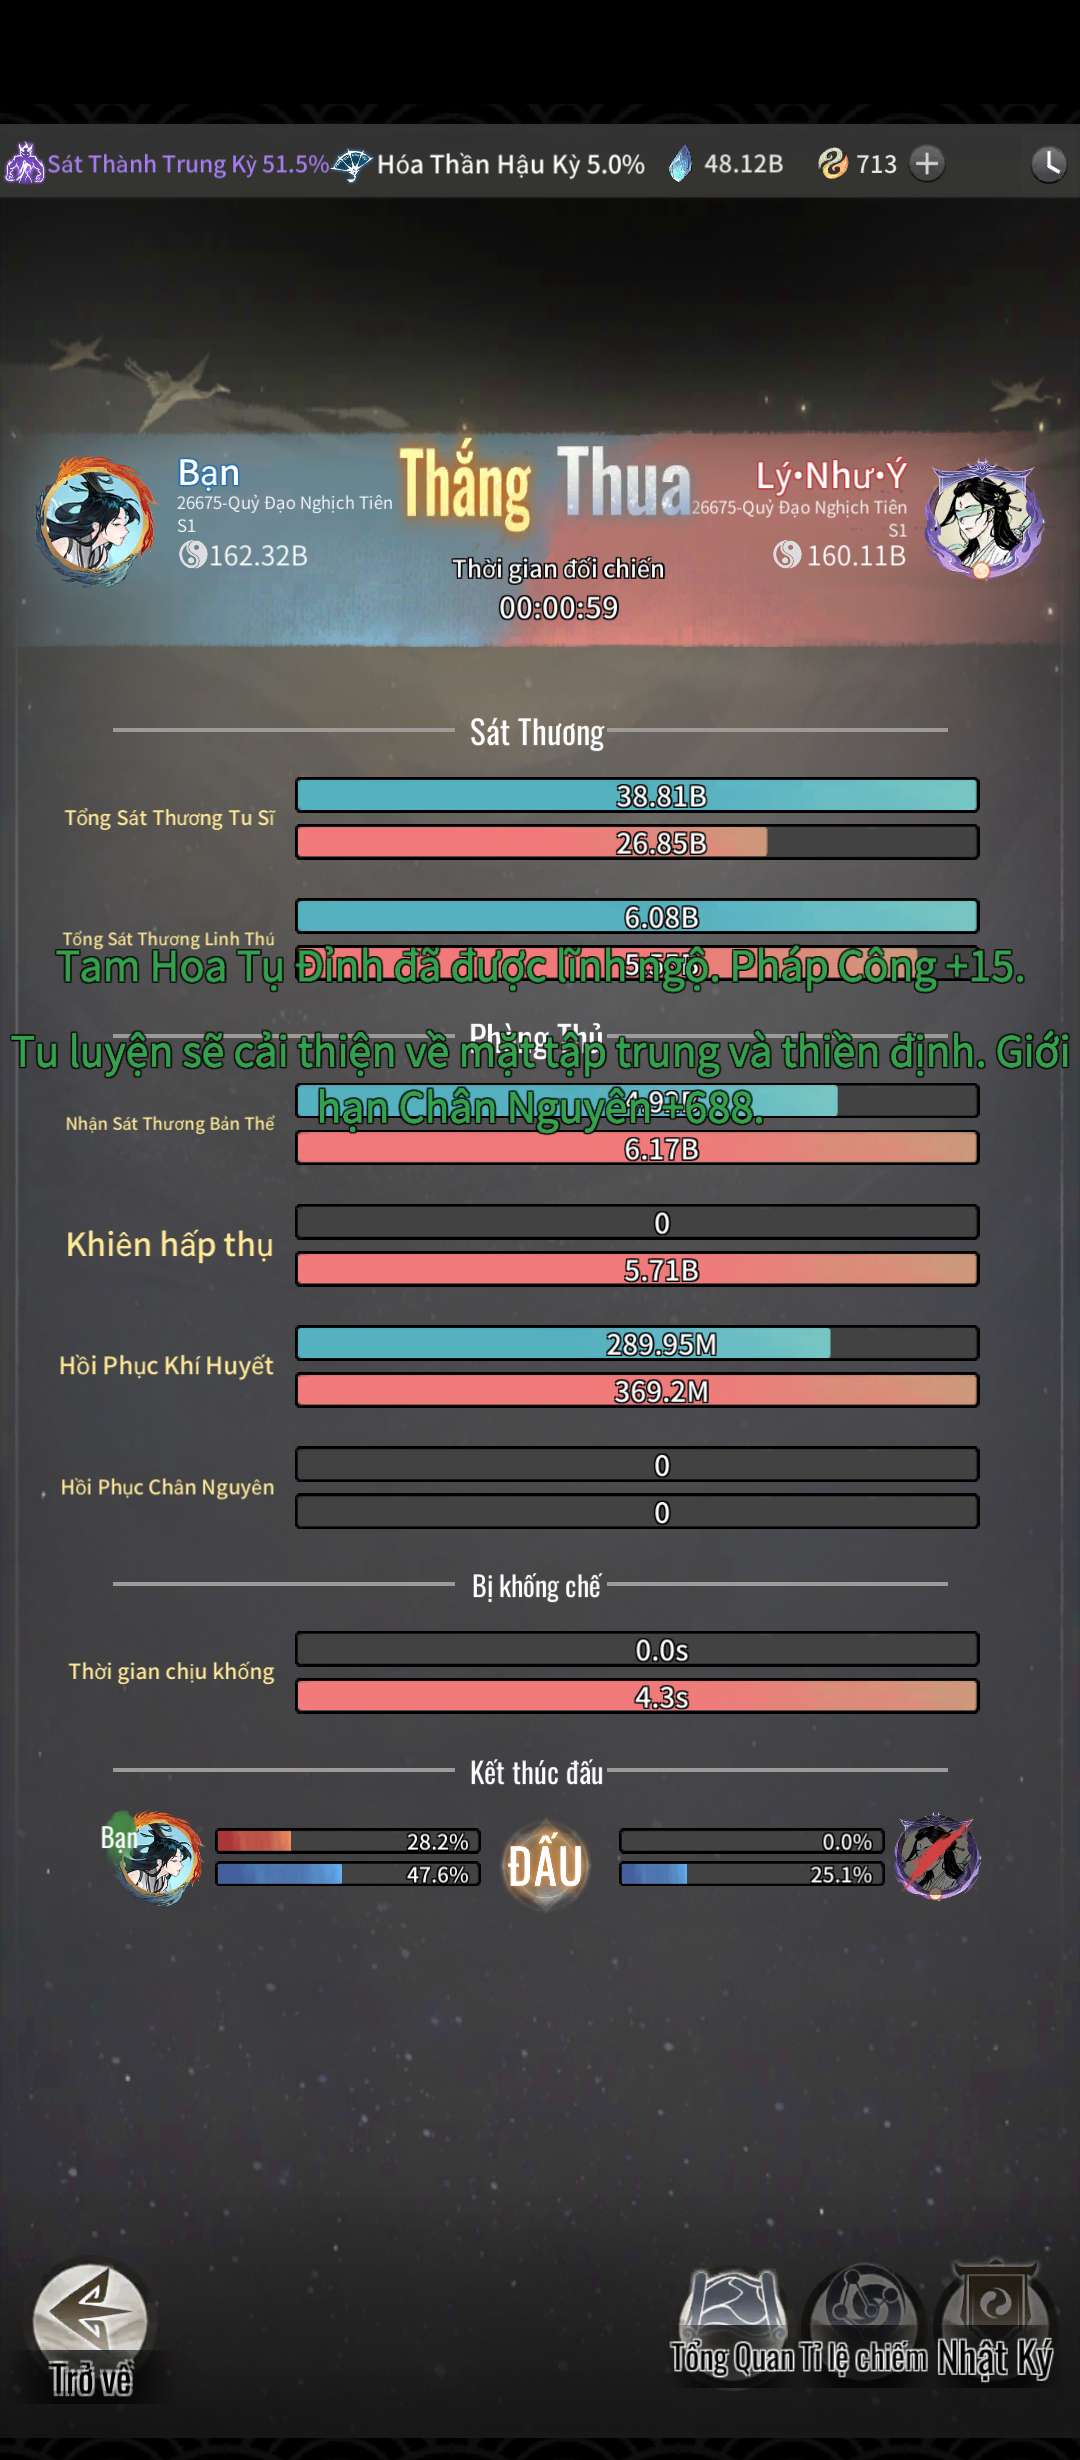 Sát Thành Trung Kỳ 51.5% Hóa Thần Hậu Kỳ 5.0% 48.12B 713
Bạn Thắng Thua Lý·Như·Ý
26675-Quỷ Đạo Nghịch Tiên S1
26675-Quỷ Đạo Nghịch Tiên S1
162.32B
160.11B
Thời gian đối chiến
00:00:59
Sát Thương
Tổng Sát Thương Tu Sĩ
38.81B
26.85B
Tổng Sát Thương Linh Thú
6.08B
Tam Hoa Tụ Đỉnh đã được lĩnh ngộ. Pháp Công +15.
Phòng Thủ
Tu luyện sẽ cải thiện về mặt tập trung và thiền định. Giới
hạn Chân Nguyên +688.
Nhận Sát Thương Bản Thể
6.17B
Khiên hấp thụ
0
5.71B
Hồi Phục Khí Huyết
289.95M
369.2M
Hồi Phục Chân Nguyên
0
0
Bị khống chế
Thời gian chịu khống
0.0s
4.3s
Kết thúc đấu
Bạn
28.2%
47.6%
ĐẤU
0.0%
25.1%
Trở về
Tổng Quan
Tỉ lệ chiếm
Nhật Ký